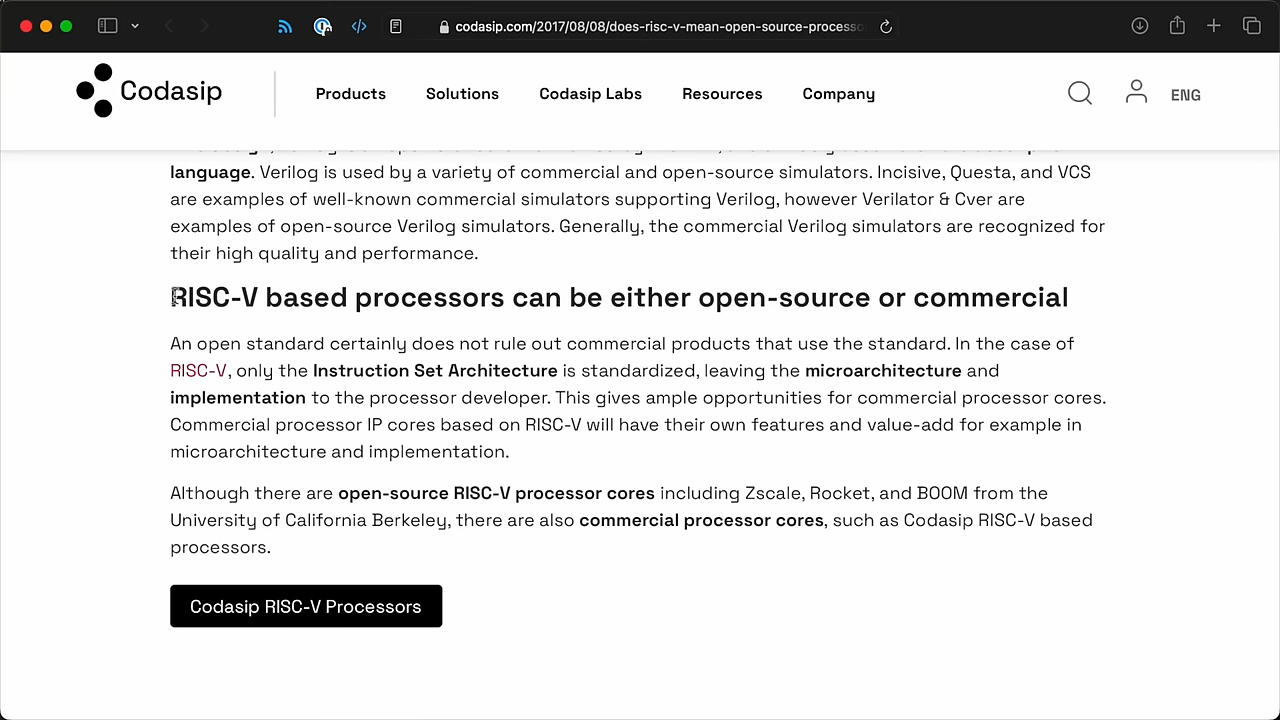 codasip.com/2017/08/08/does-risc-v-mean-open-source-processo
Codasip
Products
Solutions
Codasip Labs
Resources
Company
ENG
language. Verilog is used by a variety of commercial and open-source simulators. Incisive, Questa, and VCS
are examples of well-known commercial simulators supporting Verilog, however Verilator & Cver are
examples of open-source Verilog simulators. Generally, the commercial Verilog simulators are recognized for
their high quality and performance.
RISC-V based processors can be either open-source or commercial
An open standard certainly does not rule out commercial products that use the standard. In the case of
RISC-V, only the Instruction Set Architecture is standardized, leaving the microarchitecture and
implementation to the processor developer. This gives ample opportunities for commercial processor cores.
Commercial processor IP cores based on RISC-V will have their own features and value-add for example in
microarchitecture and implementation.
Although there are open-source RISC-V processor cores including Zscale, Rocket, and BOOM from the
University of California Berkeley, there are also commercial processor cores, such as Codasip RISC-V based
processors.
Codasip RISC-V Processors